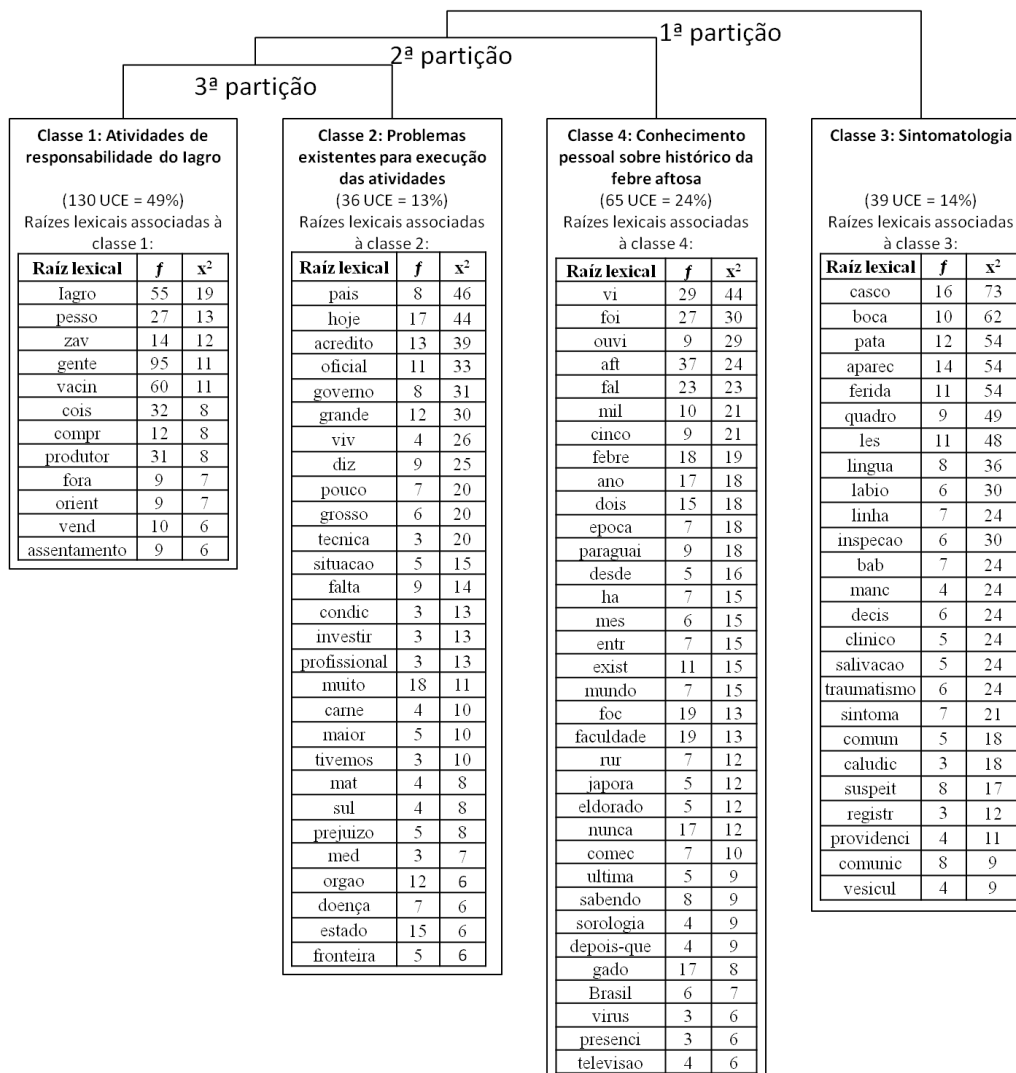 1ª partição
2ª partição
3ª partição
Classe 1: Atividades de
responsabilidade do Iagro
(130 UCE = 49%)
Raízes lexicais associadas à
classe 1:
Raíz lexical f x²
Iagro 55 19
pesso 27 13
zav 14 12
gente 95 11
vacin 60 11
cois 32 8
compr 12 8
produtor 31 8
fora 9 7
orient 9 7
vend 10 6
assentamento 9 6
Classe 2: Problemas
existentes para execução
das atividades
(36 UCE = 13%)
Raízes lexicais associadas
à classe 2:
Raíz lexical f x²
pais 8 46
hoje 17 44
acredito 13 39
oficial 11 33
governo 8 31
grande 12 30
viv 4 26
diz 9 25
pouco 7 20
grosso 6 20
tecnica 3 20
situacao 5 15
falta 9 14
condic 3 13
investir 3 13
profissional 3 13
muito 18 11
carne 4 10
maior 5 10
tivemos 3 10
mat 4 8
sul 4 8
prejuizo 5 8
med 3 7
orgao 12 6
doença 7 6
estado 15 6
fronteira 5 6
Classe 4: Conhecimento
pessoal sobre histórico da
febre aftosa
(65 UCE = 24%)
Raízes lexicais associadas
à classe 4:
Raíz lexical f x²
vi 29 44
foi 27 30
ouvi 9 29
aft 37 24
fal 23 23
mil 10 21
cinco 9 21
febre 18 19
ano 17 18
dois 15 18
epoca 7 18
paraguai 9 18
desde 5 16
ha 7 15
mes 6 15
entr 7 15
exist 11 15
mundo 7 15
foc 19 13
faculdade 19 13
rur 7 12
japora 5 12
eldorado 5 12
nunca 17 12
comec 7 10
ultima 5 9
sabendo 8 9
sorologia 4 9
depois-que 4 9
gado 17 8
Brasil 6 7
virus 3 6
presenci 3 6
televisao 4 6
Classe 3: Sintomatologia
(39 UCE = 14%)
Raízes lexicais associadas
à classe 3:
Raíz lexical f x²
casco 16 73
boca 10 62
pata 12 54
aparec 14 54
ferida 11 54
quadro 9 49
les 11 48
lingua 8 36
labio 6 30
linha 7 24
inspecao 6 30
bab 7 24
manc 4 24
decis 6 24
clinico 5 24
salivacao 5 24
traumatismo 6 24
sintoma 7 21
comum 5 18
caludic 3 18
suspeit 8 17
registr 3 12
providenci 4 11
comunic 8 9
vesicul 4 9